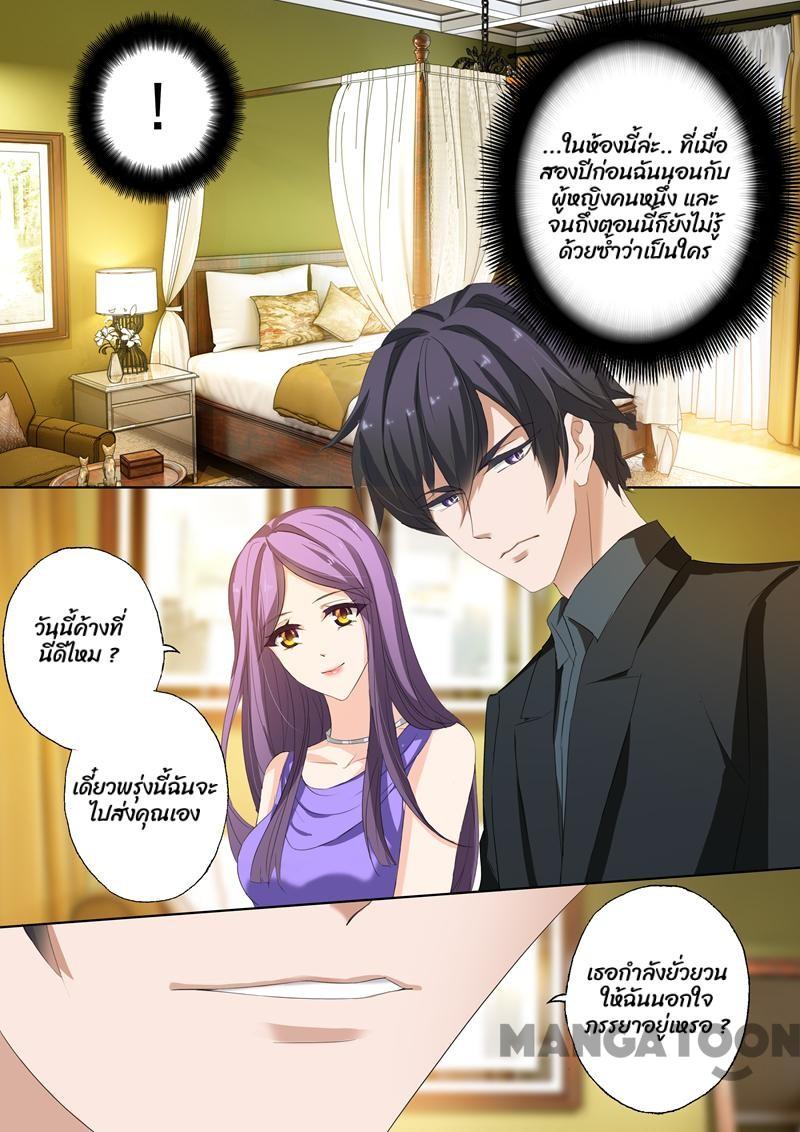 !
...ในห้องนี้ล่ะ.. ที่เมื่อ
สองปีก่อนฉันนอนกับ
ผู้หญิงคนหนึ่ง และ
จนถึงตอนนี้ก็ยังไม่รู้
ด้วยซ้ำว่าเป็นใคร
วันนี้ค้างที่
นี่ดีไหม ?
เดี๋ยวพรุ่งนี้ฉันจะ
ไปส่งคุณเอง
เธอกำลังยั่วยวน
ให้ฉันนอกใจ
ภรรยาอยู่เหรอ ?
MANGATOON